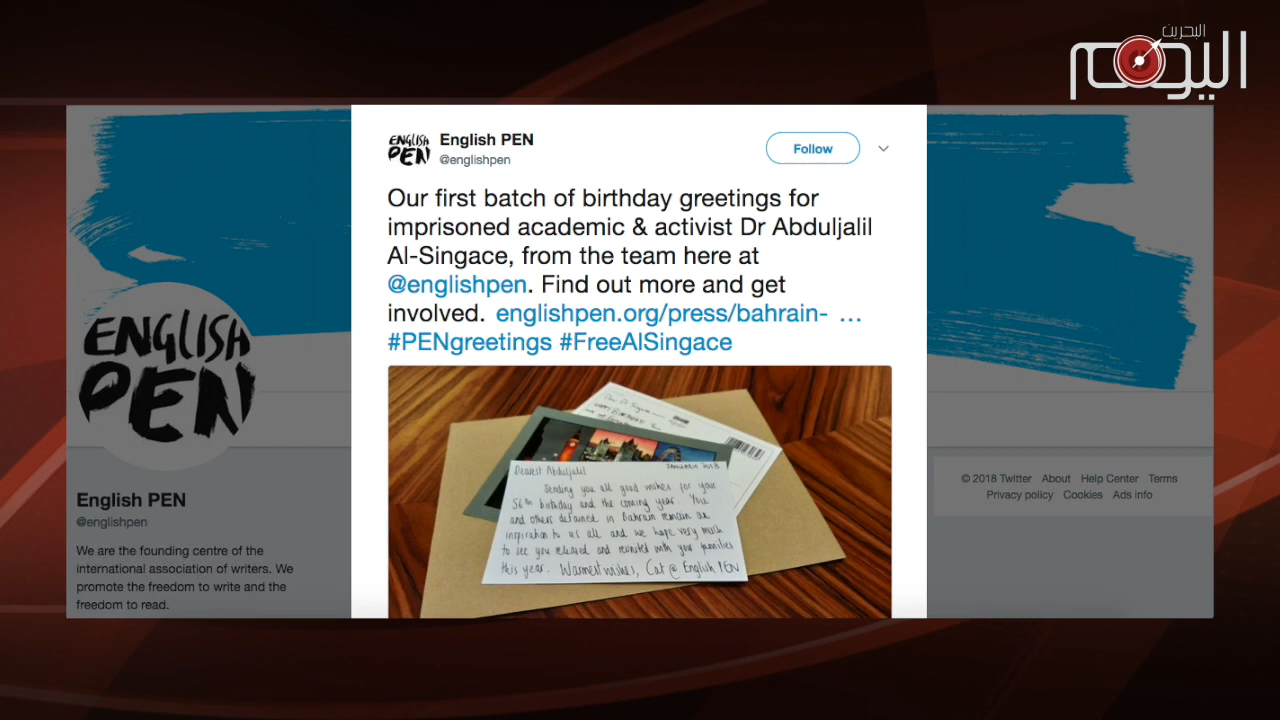 البحرين
اليوم
English PEN
@englishpen
Follow
Our first batch of birthday greetings for
imprisoned academic & activist Dr Abduljalil
Al-Singace, from the team here at
@englishpen. Find out more and get
involved. englishpen.org/press/bahrain- …
#PENgreetings #FreeAlSingace
Dearest Abduljalil
January 2018
Sending you all good wishes for your
56th birthday and the coming year. You
and others detained in Bahrain remain an
inspiration to us all and we hope very much
to see you released and reunited with your families
this year. Warmest wishes, Cat @ English PEN
ENGLISH
PEN
ENGLISH
PEN
English PEN
@englishpen
We are the founding centre of the
international association of writers. We
promote the freedom to write and the
freedom to read.
© 2018 Twitter About Help Center Terms
Privacy policy Cookies Ads info